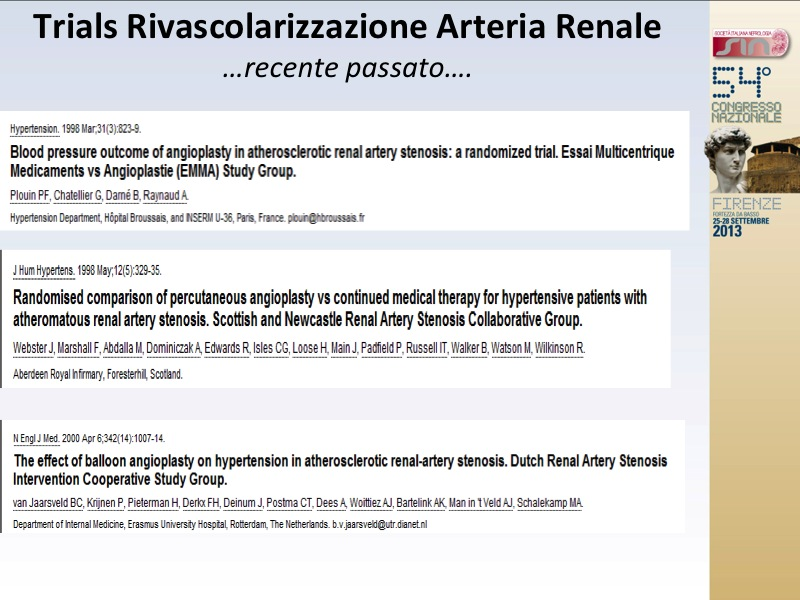 Trials Rivascolarizzazione Arteria Renale
…recente passato….
Hypertension. 1998 Mar;31(3):823-9.
Blood pressure outcome of angioplasty in atherosclerotic renal artery stenosis: a randomized trial. Essai Multicentrique
Medicaments vs Angioplastie (EMMA) Study Group.
Plouin PF, Chatellier G, Darné B, Raynaud A.
Hypertension Department, Hôpital Broussais, and INSERM U-36, Paris, France. plouin@hbroussais.fr
J Hum Hypertens. 1998 May;12(5):329-35.
Randomised comparison of percutaneous angioplasty vs continued medical therapy for hypertensive patients with
atheromatous renal artery stenosis. Scottish and Newcastle Renal Artery Stenosis Collaborative Group.
Webster J, Marshall F, Abdalla M, Dominiczak A, Edwards R, Isles CG, Loose H, Main J, Padfield P, Russell IT, Walker B, Watson M, Wilkinson R.
Aberdeen Royal Infirmary, Foresterhill, Scotland.
N Engl J Med. 2000 Apr 6;342(14):1007-14.
The effect of balloon angioplasty on hypertension in atherosclerotic renal-artery stenosis. Dutch Renal Artery Stenosis
Intervention Cooperative Study Group.
van Jaarsveld BC, Krijnen P, Pieterman H, Derkx FH, Deinum J, Postma CT, Dees A, Woittiez AJ, Bartelink AK, Man in 't Veld AJ, Schalekamp MA.
Department of Internal Medicine, Erasmus University Hospital, Rotterdam, The Netherlands. b.v.jaarsveld@utr.dianet.nl
SOCIETÀ ITALIANA NEFROLOGIA
SIN
54°
CONGRESSO
NAZIONALE
FIRENZE
FORTEZZA DA BASSO
25-28 SETTEMBRE
2013